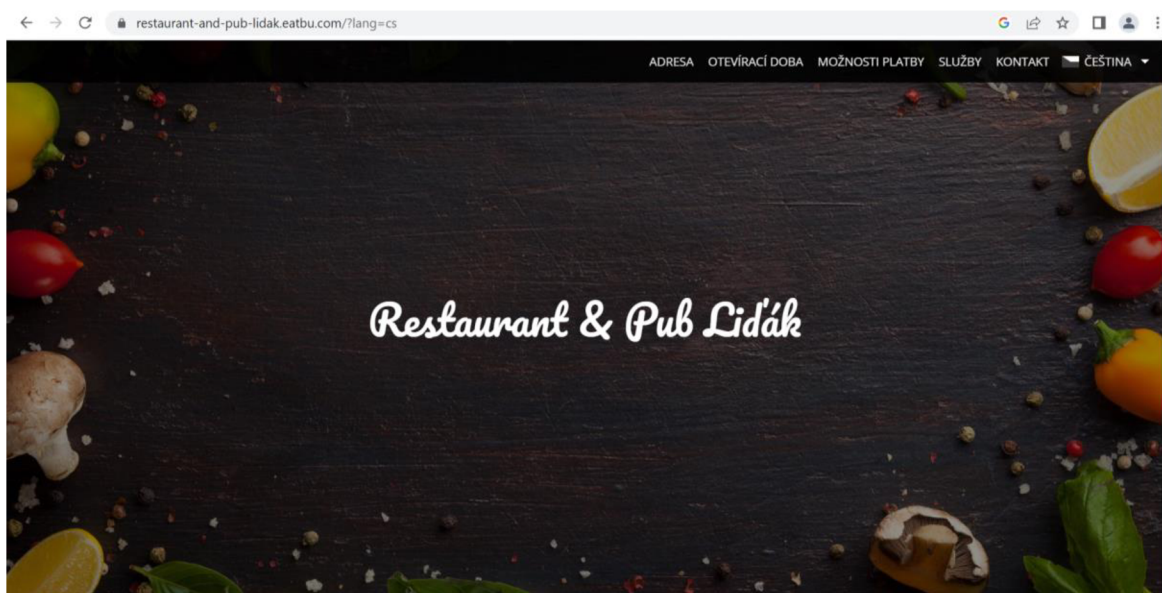 restaurant-and-pub-lidak.eatbu.com/?lang=cs
ADRESA OTEVÍRACÍ DOBA MOŽNOSTI PLATBY SLUŽBY KONTAKT ČEŠTINA
Restaurant & Pub Liďák